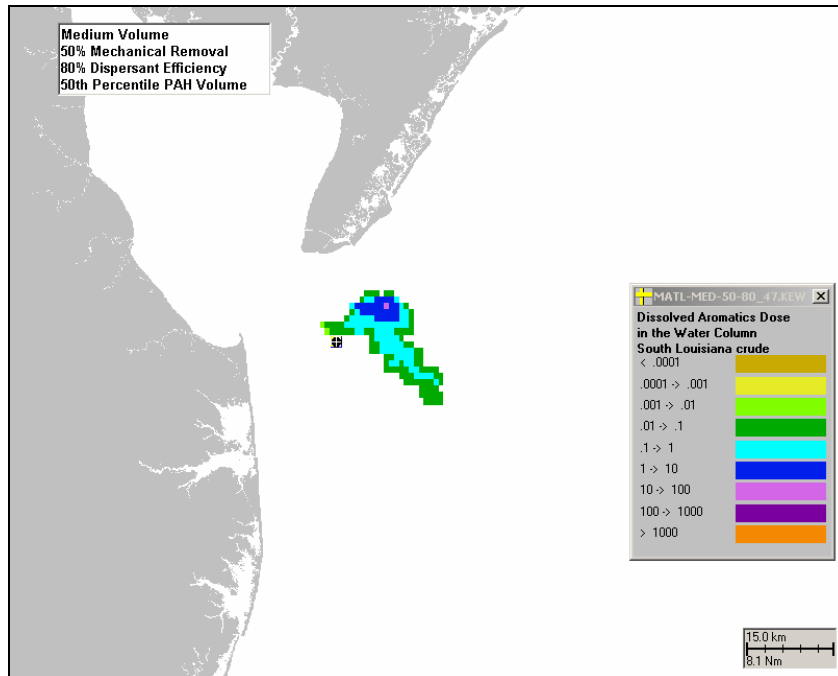 Medium Volume
50% Mechanical Removal
80% Dispersant Efficiency
50th Percentile PAH Volume
MATL-MED-50-80_47.KEW
Dissolved Aromatics Dose
in the Water Column
South Louisiana crude
< .0001
.0001 -> .001
.001 -> .01
.01 -> .1
.1 -> 1
1 -> 10
10 -> 100
100 -> 1000
> 1000
15.0 km
8.1 Nm